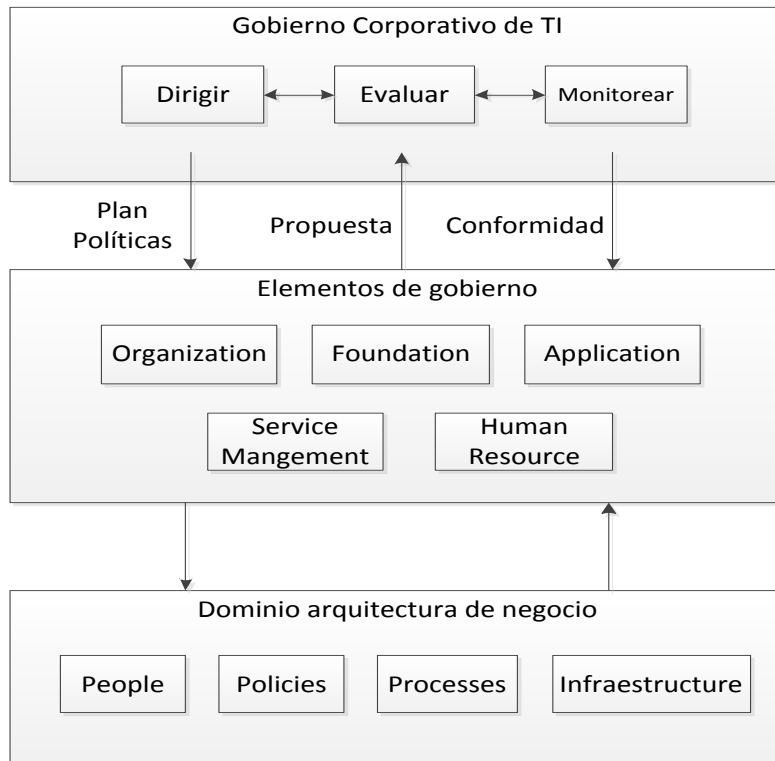 Gobierno Corporativo de TI
Dirigir
Evaluar
Monitorear
Plan
Políticas
Propuesta
Conformidad
Elementos de gobierno
Organization
Foundation
Application
Service
Mangement
Human
Resource
Dominio arquitectura de negocio
People
Policies
Processes
Infraestructure